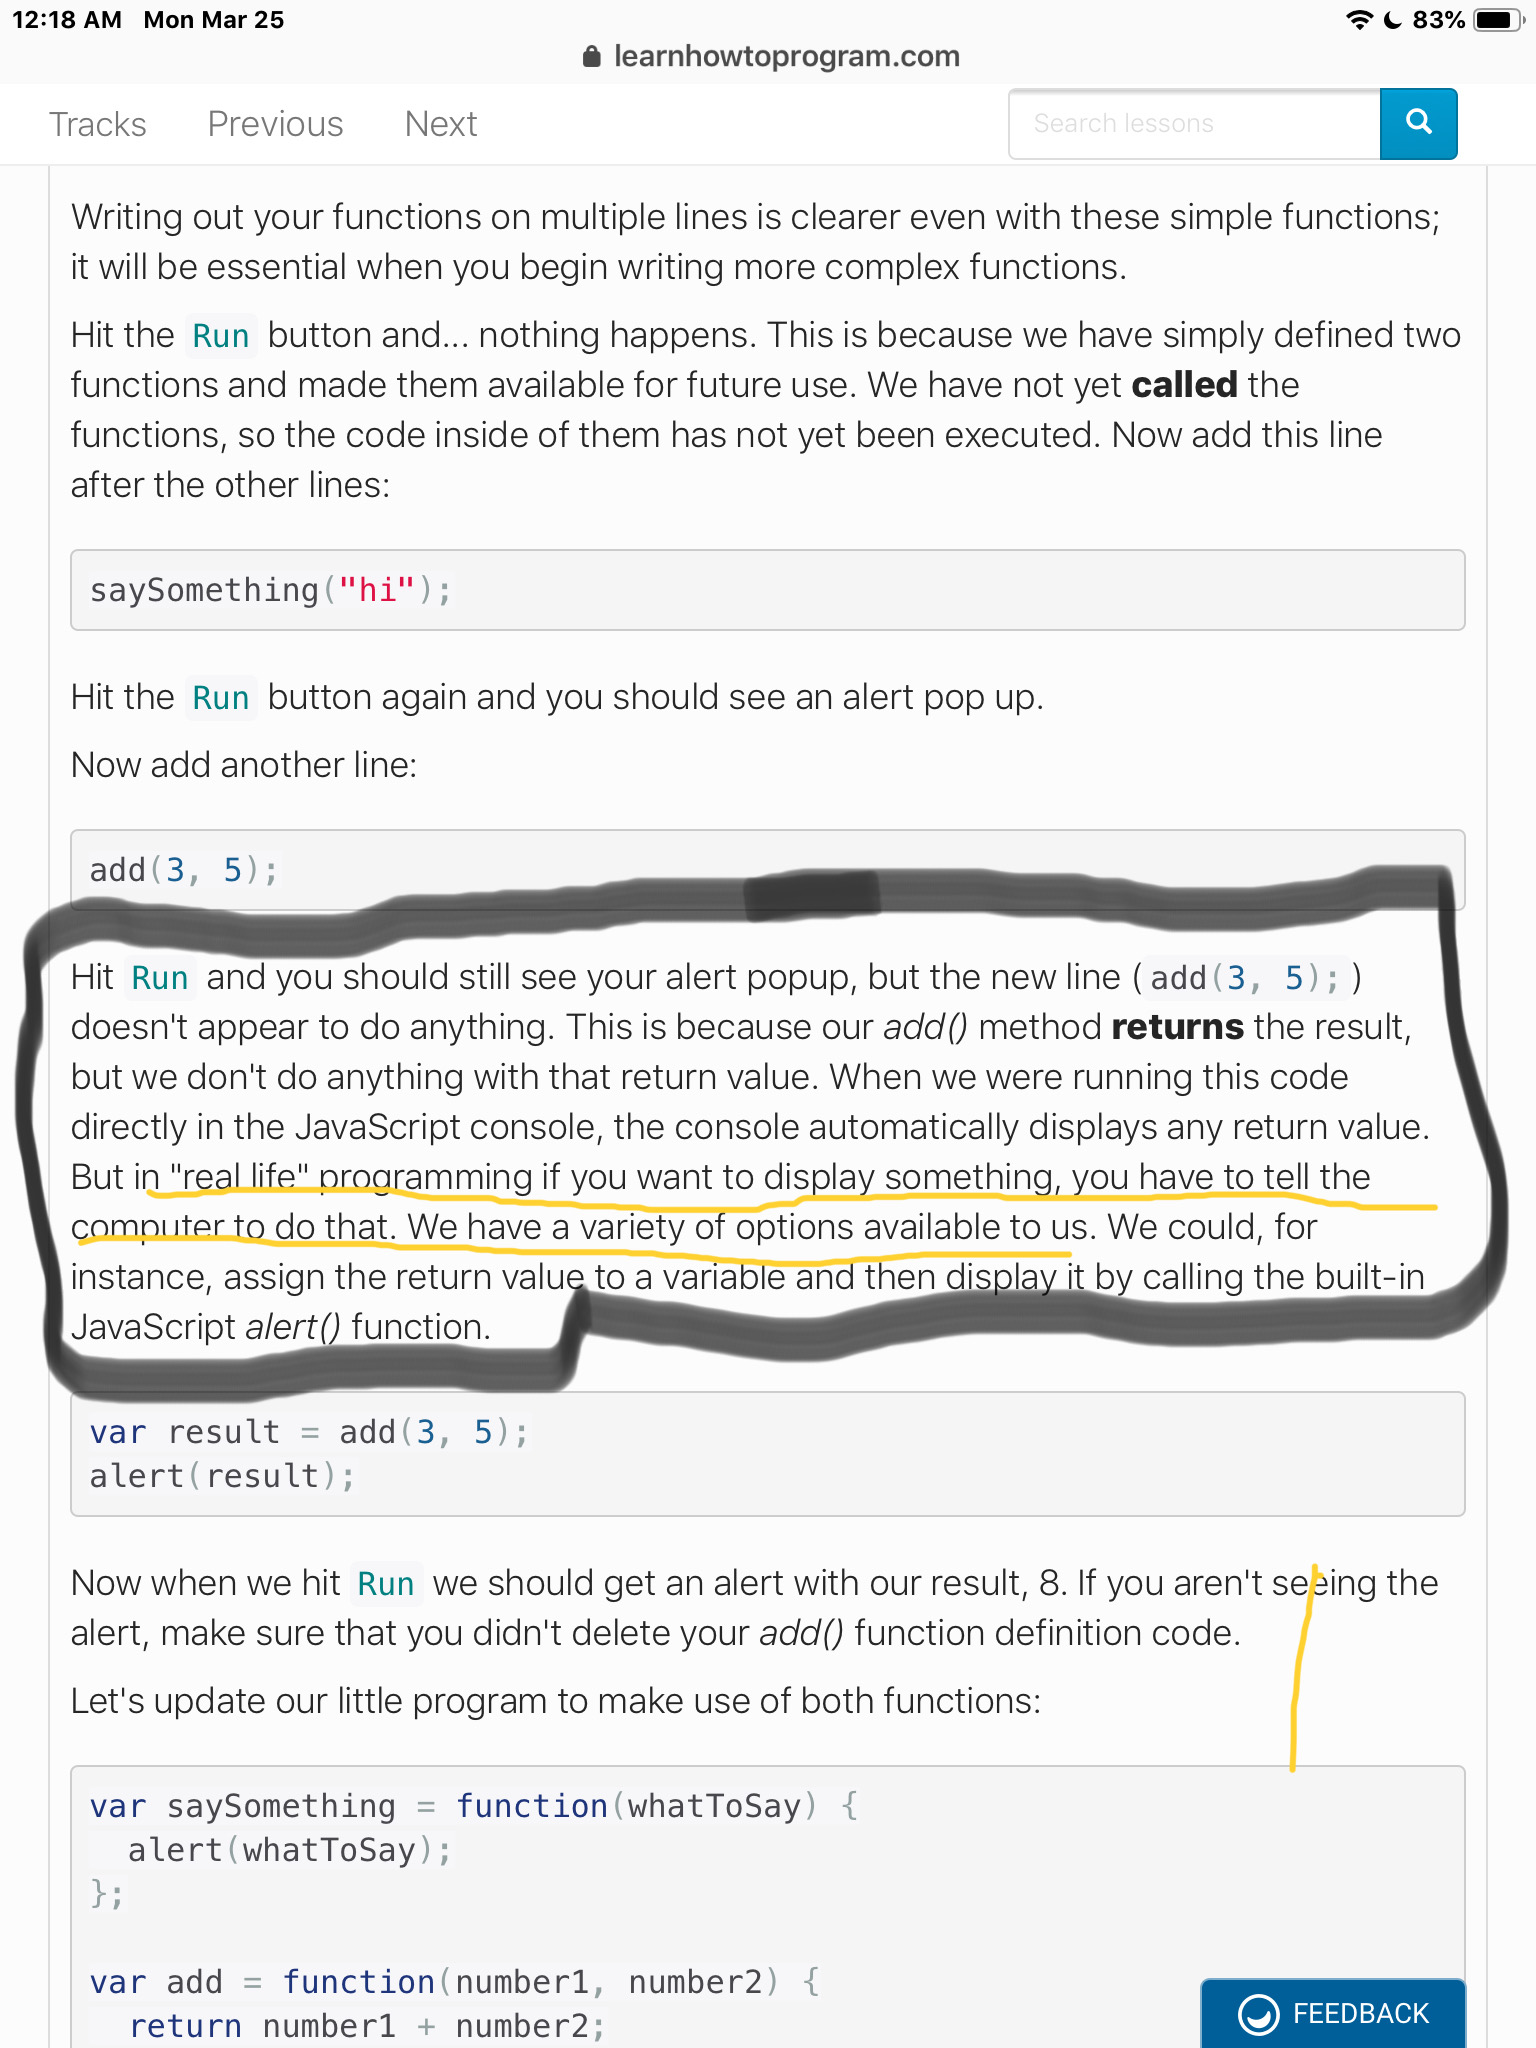 12:18 AM Mon Mar 25 83%
learnhowtoprogram.com
Tracks Previous Next Search lessons
Writing out your functions on multiple lines is clearer even with these simple functions;
it will be essential when you begin writing more complex functions.
Hit the Run button and... nothing happens. This is because we have simply defined two
functions and made them available for future use. We have not yet called the
functions, so the code inside of them has not yet been executed. Now add this line
after the other lines:
saySomething("hi");
Hit the Run button again and you should see an alert pop up.
Now add another line:
add(3, 5);
Hit Run and you should still see your alert popup, but the new line (add(3, 5);)
doesn't appear to do anything. This is because our add() method returns the result,
but we don't do anything with that return value. When we were running this code
directly in the JavaScript console, the console automatically displays any return value.
But in "real life" programming if you want to display something, you have to tell the
computer to do that. We have a variety of options available to us. We could, for
instance, assign the return value to a variable and then display it by calling the built-in
JavaScript alert() function.
var result = add(3, 5);
alert(result);
Now when we hit Run we should get an alert with our result, 8. If you aren't seeing the
alert, make sure that you didn't delete your add() function definition code.
Let's update our little program to make use of both functions:
var saySomething = function(whatToSay) {
alert(whatToSay);
};
var add = function(number1, number2) {
return number1 + number2;
FEEDBACK